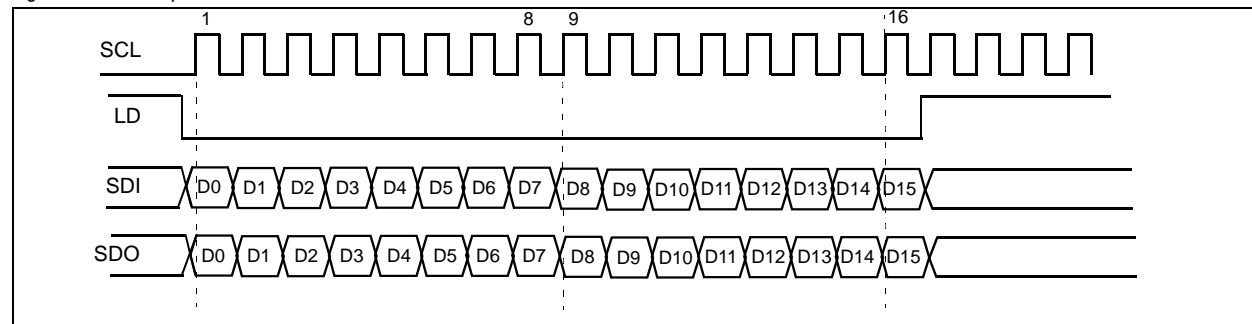 1 8 9 16
SCL
LD
SDI D0 D1 D2 D3 D4 D5 D6 D7 D8 D9 D10 D11 D12 D13 D14 D15
SDO D0 D1 D2 D3 D4 D5 D6 D7 D8 D9 D10 D11 D12 D13 D14 D15